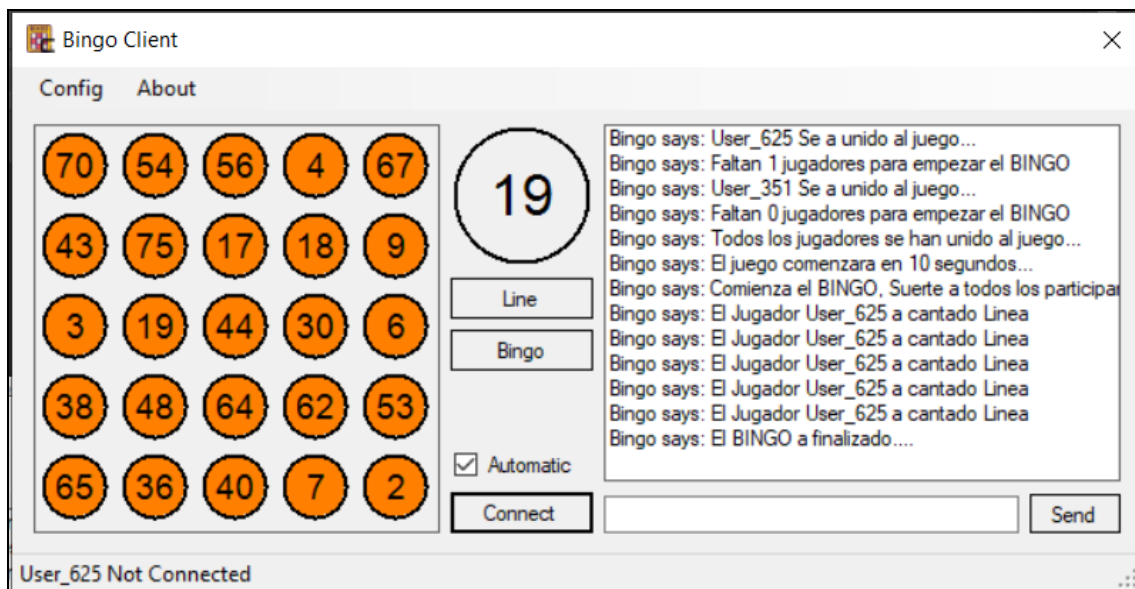 Bingo Client
Config About
70 54 56 4 67
43 75 17 18 9
3 19 44 30 6
38 48 64 62 53
65 36 40 7 2
19
Line
Bingo
Automatic
Connect
Bingo says: User_625 Se a unido al juego...
Bingo says: Faltan 1 jugadores para empezar el BINGO
Bingo says: User_351 Se a unido al juego...
Bingo says: Faltan 0 jugadores para empezar el BINGO
Bingo says: Todos los jugadores se han unido al juego...
Bingo says: El juego comenzara en 10 segundos...
Bingo says: Comienza el BINGO, Suerte a todos los participar
Bingo says: El Jugador User_625 a cantado Linea
Bingo says: El Jugador User_625 a cantado Linea
Bingo says: El Jugador User_625 a cantado Linea
Bingo says: El Jugador User_625 a cantado Linea
Bingo says: El Jugador User_625 a cantado Linea
Bingo says: El BINGO a finalizado....
Send
User_625 Not Connected